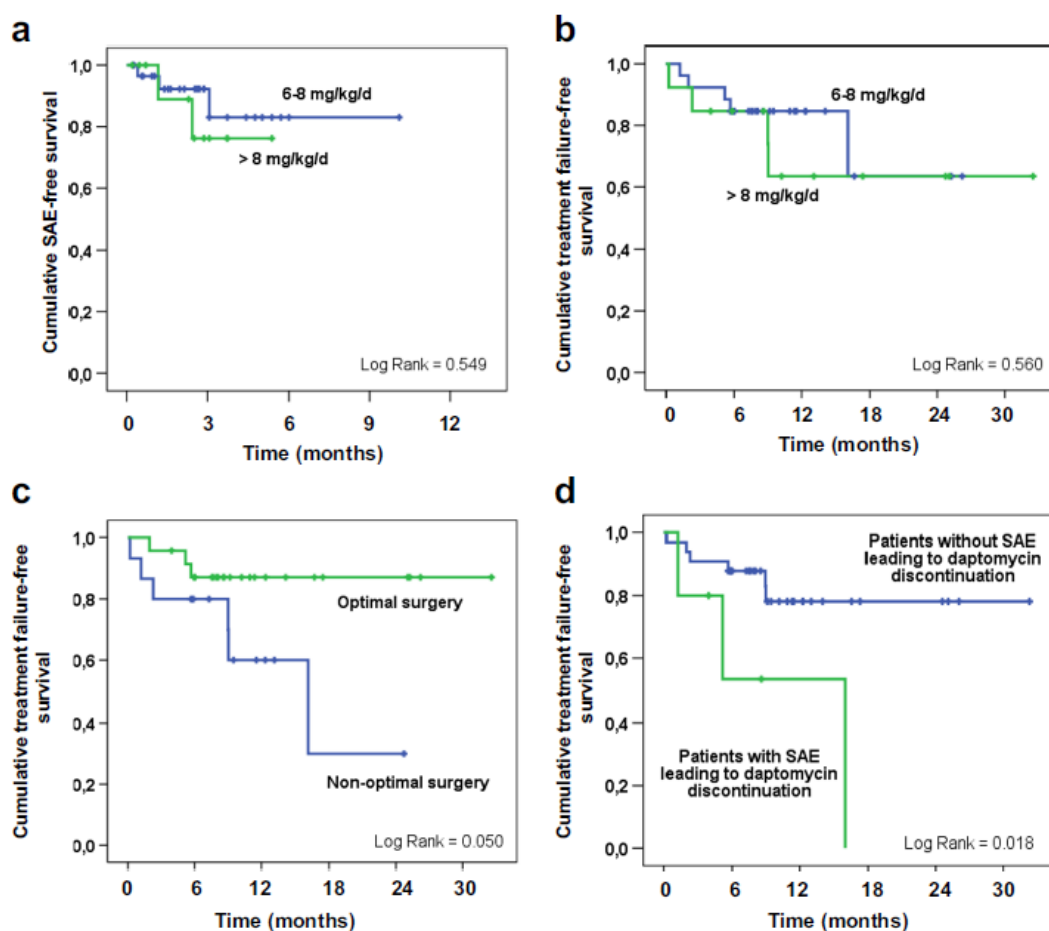 a
Cumulative SAE-free survival
1,0
0,8
0,6
0,4
0,2
0,0
6-8 mg/kg/d
> 8 mg/kg/d
Log Rank = 0.549
0 3 6 9 12
Time (months)
b
Cumulative treatment failure-free
survival
1,0
0,8
0,6
0,4
0,2
0,0
6-8 mg/kg/d
> 8 mg/kg/d
Log Rank = 0.560
0 6 12 18 24 30
Time (months)
c
Cumulative treatment failure-free
survival
1,0
0,8
0,6
0,4
0,2
0,0
Optimal surgery
Non-optimal surgery
Log Rank = 0.050
0 6 12 24 30
Time (months)
d
Cumulative treatment failure-free
survival
1,0
0,8
0,6
0,4
0,2
0,0
Patients without SAE
leading to daptomycin
discontinuation
Patients with SAE
leading to daptomycin
discontinuation
Log Rank = 0.018
0 6 12 18 24 30
Time (months)